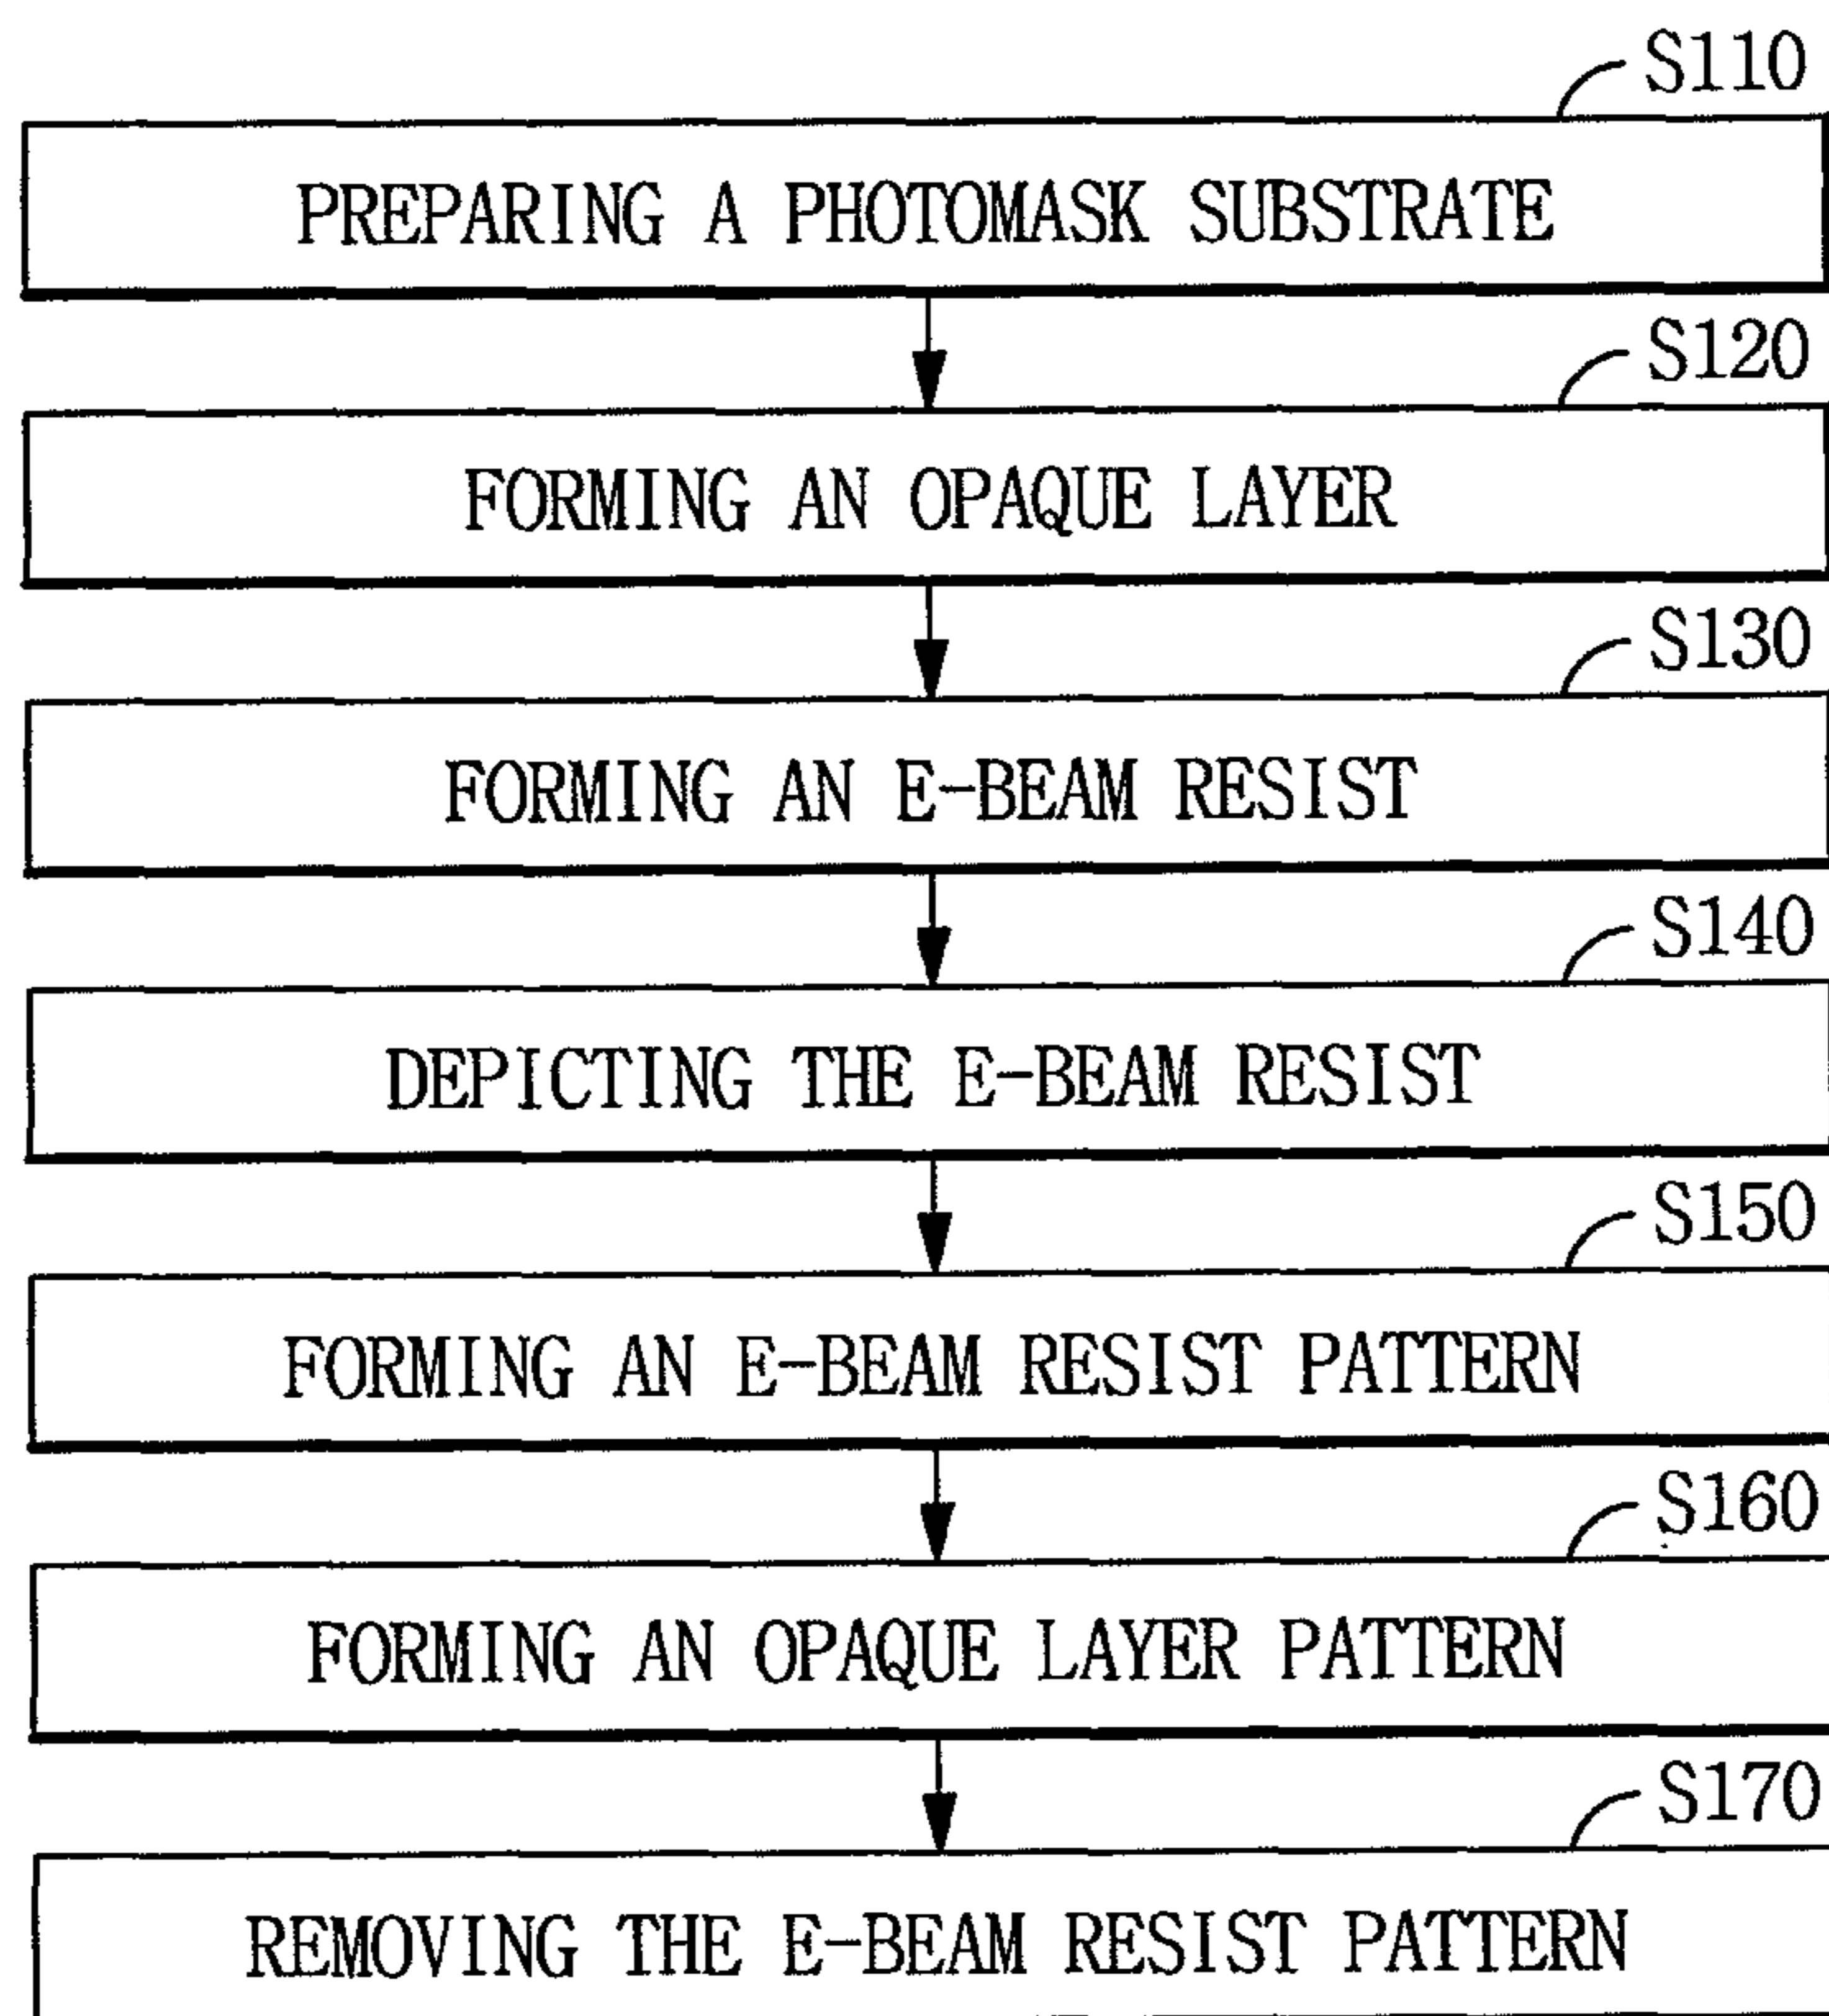 S110
PREPARING A PHOTOMASK SUBSTRATE
S120
FORMING AN OPAQUE LAYER
S130
FORMING AN E-BEAM RESIST
S140
DEPICTING THE E-BEAM RESIST
S150
FORMING AN E-BEAM RESIST PATTERN
S160
FORMING AN OPAQUE LAYER PATTERN
S170
REMOVING THE E-BEAM RESIST PATTERN